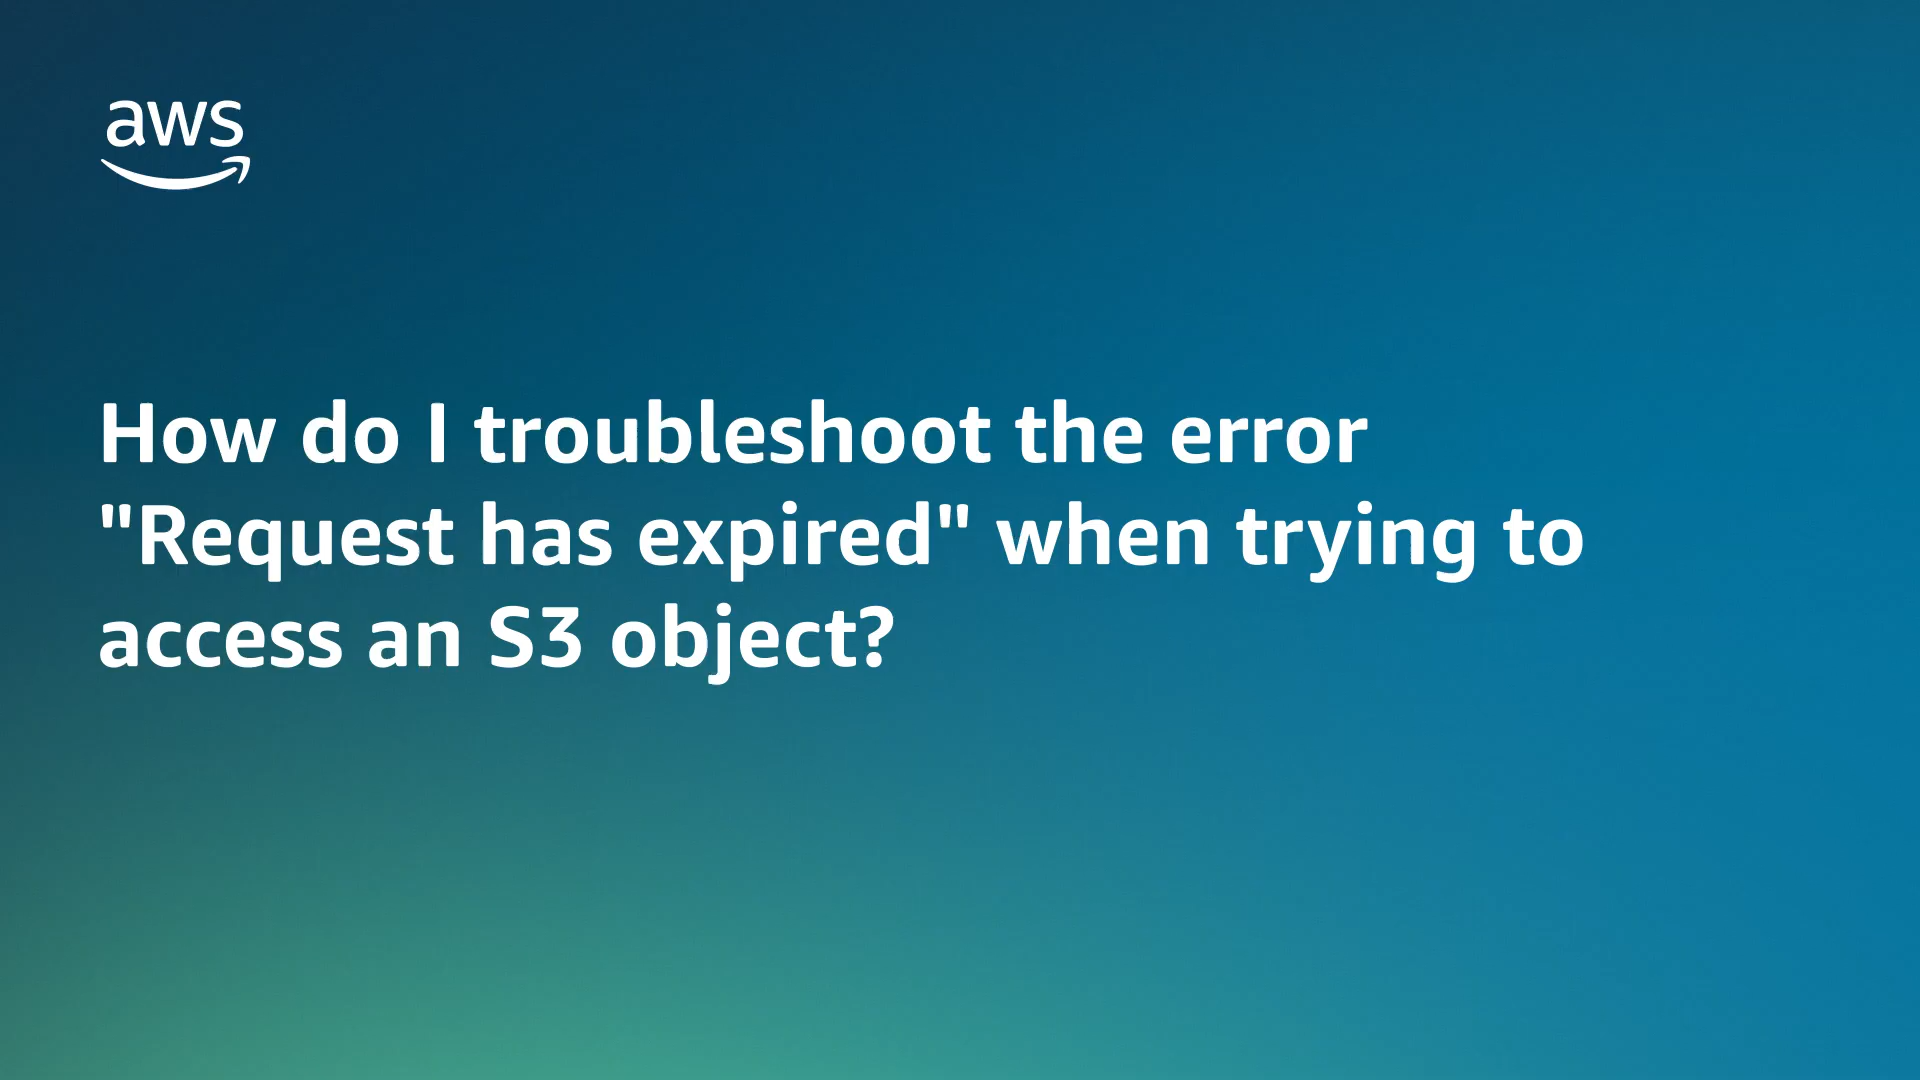 aws
How do I troubleshoot the error
"Request has expired" when trying to
access an S3 object?